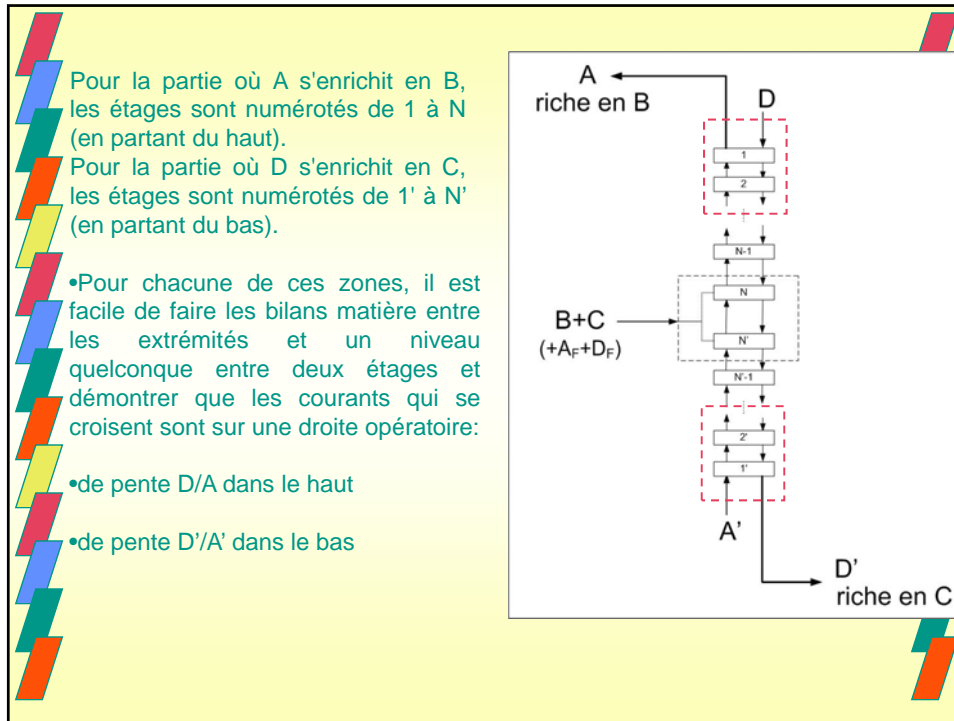 Pour la partie où A s'enrichit en B,
les étages sont numérotés de 1 à N
(en partant du haut).
Pour la partie où D s'enrichit en C,
les étages sont numérotés de 1' à N’
(en partant du bas).
•Pour chacune de ces zones, il est
facile de faire les bilans matière entre
les extrémités et un niveau
quelconque entre deux étages et
démontrer que les courants qui se
croisent sont sur une droite opératoire:
•de pente D/A dans le haut
•de pente D’/A’ dans le bas
A
riche en B
D
1
2
N-1
N
B+C
(+A_F+D_F)
N'
N'-1
2'
1'
A'
D'
riche en C